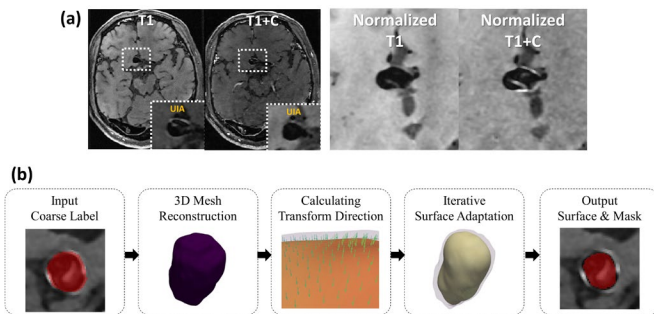 (a)
T1
T1+C
UIA
UIA
Normalized
T1
Normalized
T1+C
(b)
Input
Coarse Label
3D Mesh
Reconstruction
Calculating
Transform Direction
Iterative
Surface Adaptation
Output
Surface & Mask